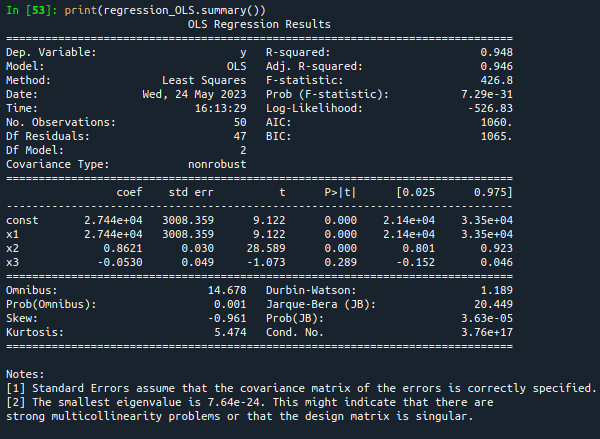 In [53]: print(regression_OLS.summary())
OLS Regression Results
==============================================================================
Dep. Variable: y R-squared: 0.948
Model: OLS Adj. R-squared: 0.946
Method: Least Squares F-statistic: 426.8
Date: Wed, 24 May 2023 Prob (F-statistic): 7.29e-31
Time: 16:13:29 Log-Likelihood: -526.83
No. Observations: 50 AIC: 1060.
Df Residuals: 47 BIC: 1065.
Df Model: 2
Covariance Type: nonrobust
==============================================================================
coef std err t P>|t| [0.025 0.975]
------------------------------------------------------------------------------
const 2.744e+04 3008.359 9.122 0.000 2.14e+04 3.35e+04
x1 2.744e+04 3008.359 9.122 0.000 2.14e+04 3.35e+04
x2 0.8621 0.030 28.589 0.000 0.801 0.923
x3 -0.0530 0.049 -1.073 0.289 -0.152 0.046
==============================================================================
Omnibus: 14.678 Durbin-Watson: 1.189
Prob(Omnibus): 0.001 Jarque-Bera (JB): 20.449
Skew: -0.961 Prob(JB): 3.63e-05
Kurtosis: 5.474 Cond. No. 3.76e+17
==============================================================================
Notes:
[1] Standard Errors assume that the covariance matrix of the errors is correctly specified.
[2] The smallest eigenvalue is 7.64e-24. This might indicate that there are
strong multicollinearity problems or that the design matrix is singular.